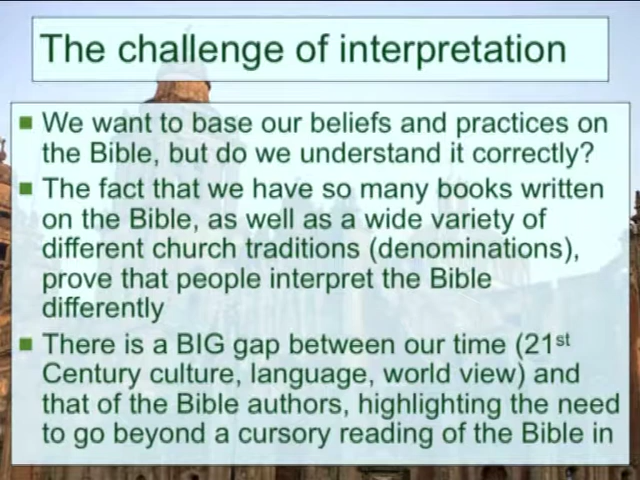 The challenge of interpretation
We want to base our beliefs and practices on
the Bible, but do we understand it correctly?
The fact that we have so many books written
on the Bible, as well as a wide variety of
different church traditions (denominations),
prove that people interpret the Bible
differently
There is a BIG gap between our time (21st
Century culture, language, world view) and
that of the Bible authors, highlighting the need
to go beyond a cursory reading of the Bible in